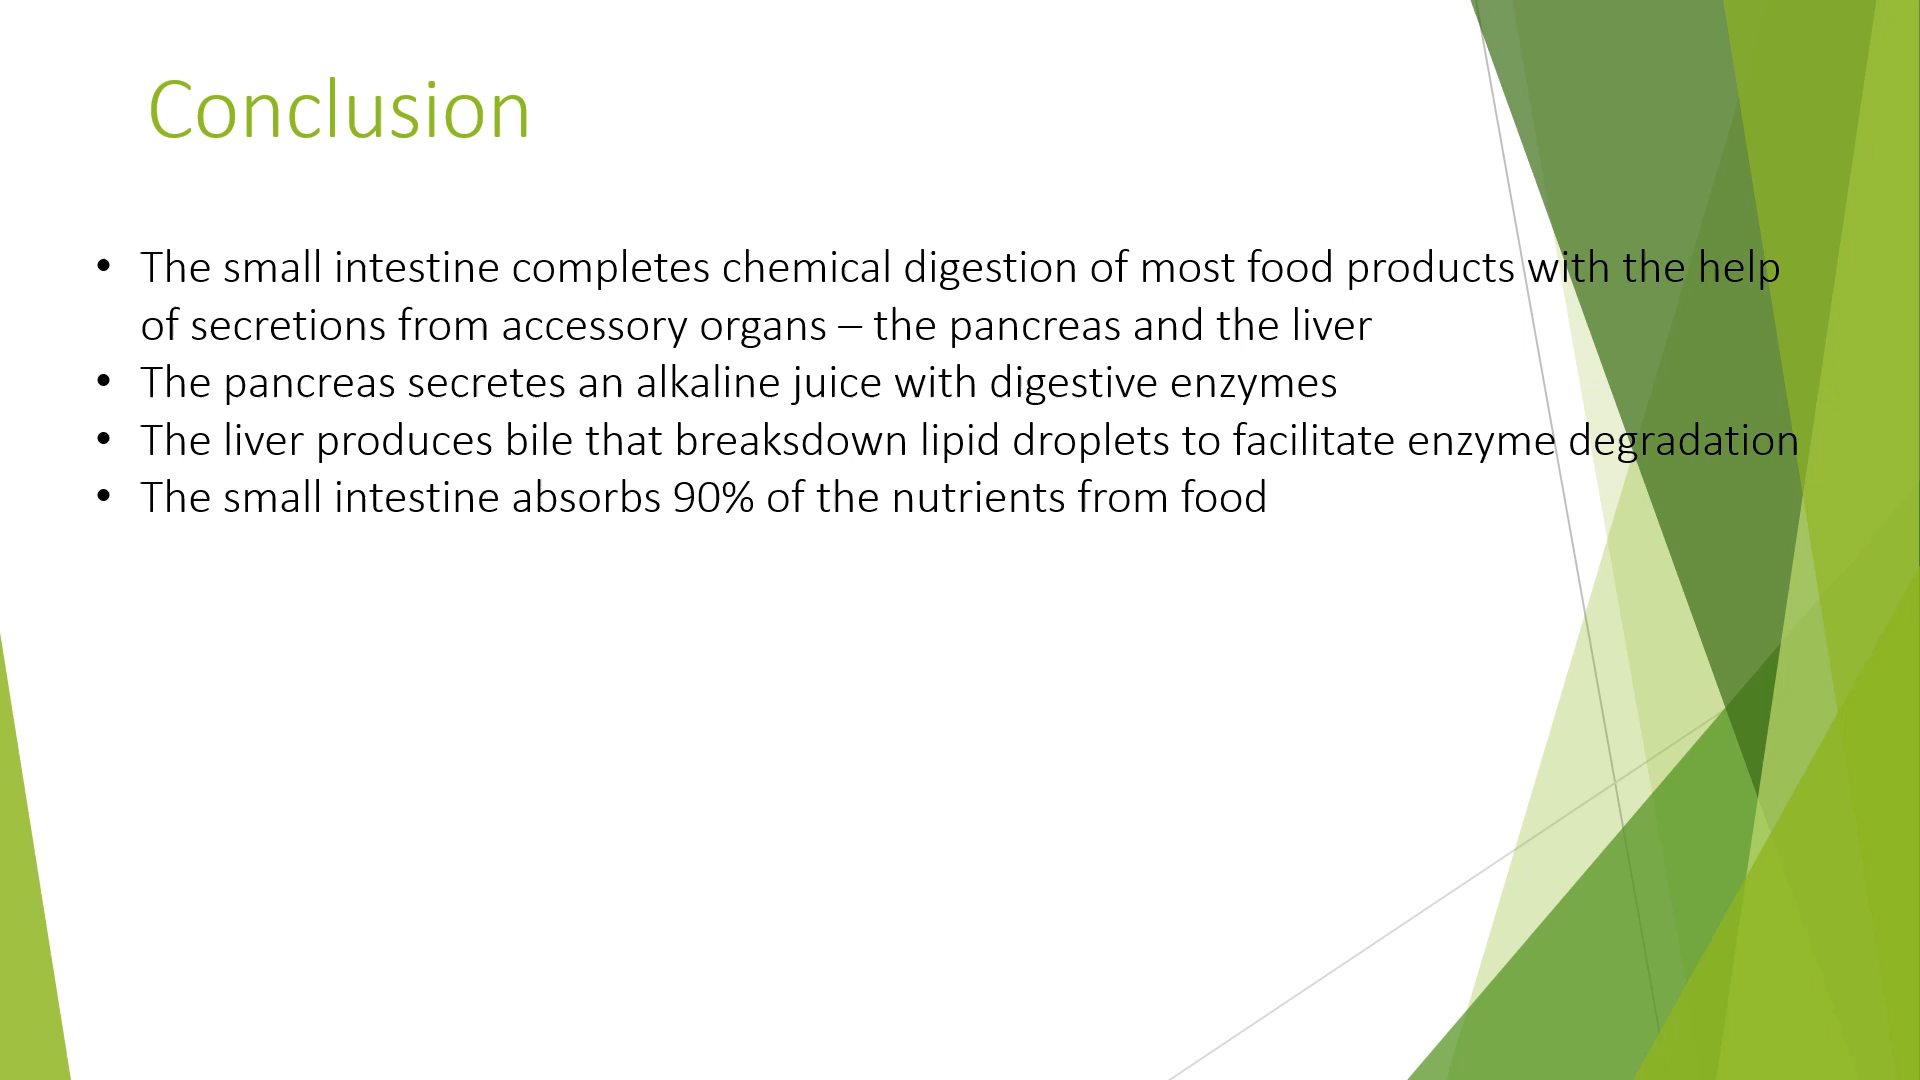 Conclusion
• The small intestine completes chemical digestion of most food products with the help
of secretions from accessory organs – the pancreas and the liver
• The pancreas secretes an alkaline juice with digestive enzymes
• The liver produces bile that breaksdown lipid droplets to facilitate enzyme degradation
• The small intestine absorbs 90% of the nutrients from food